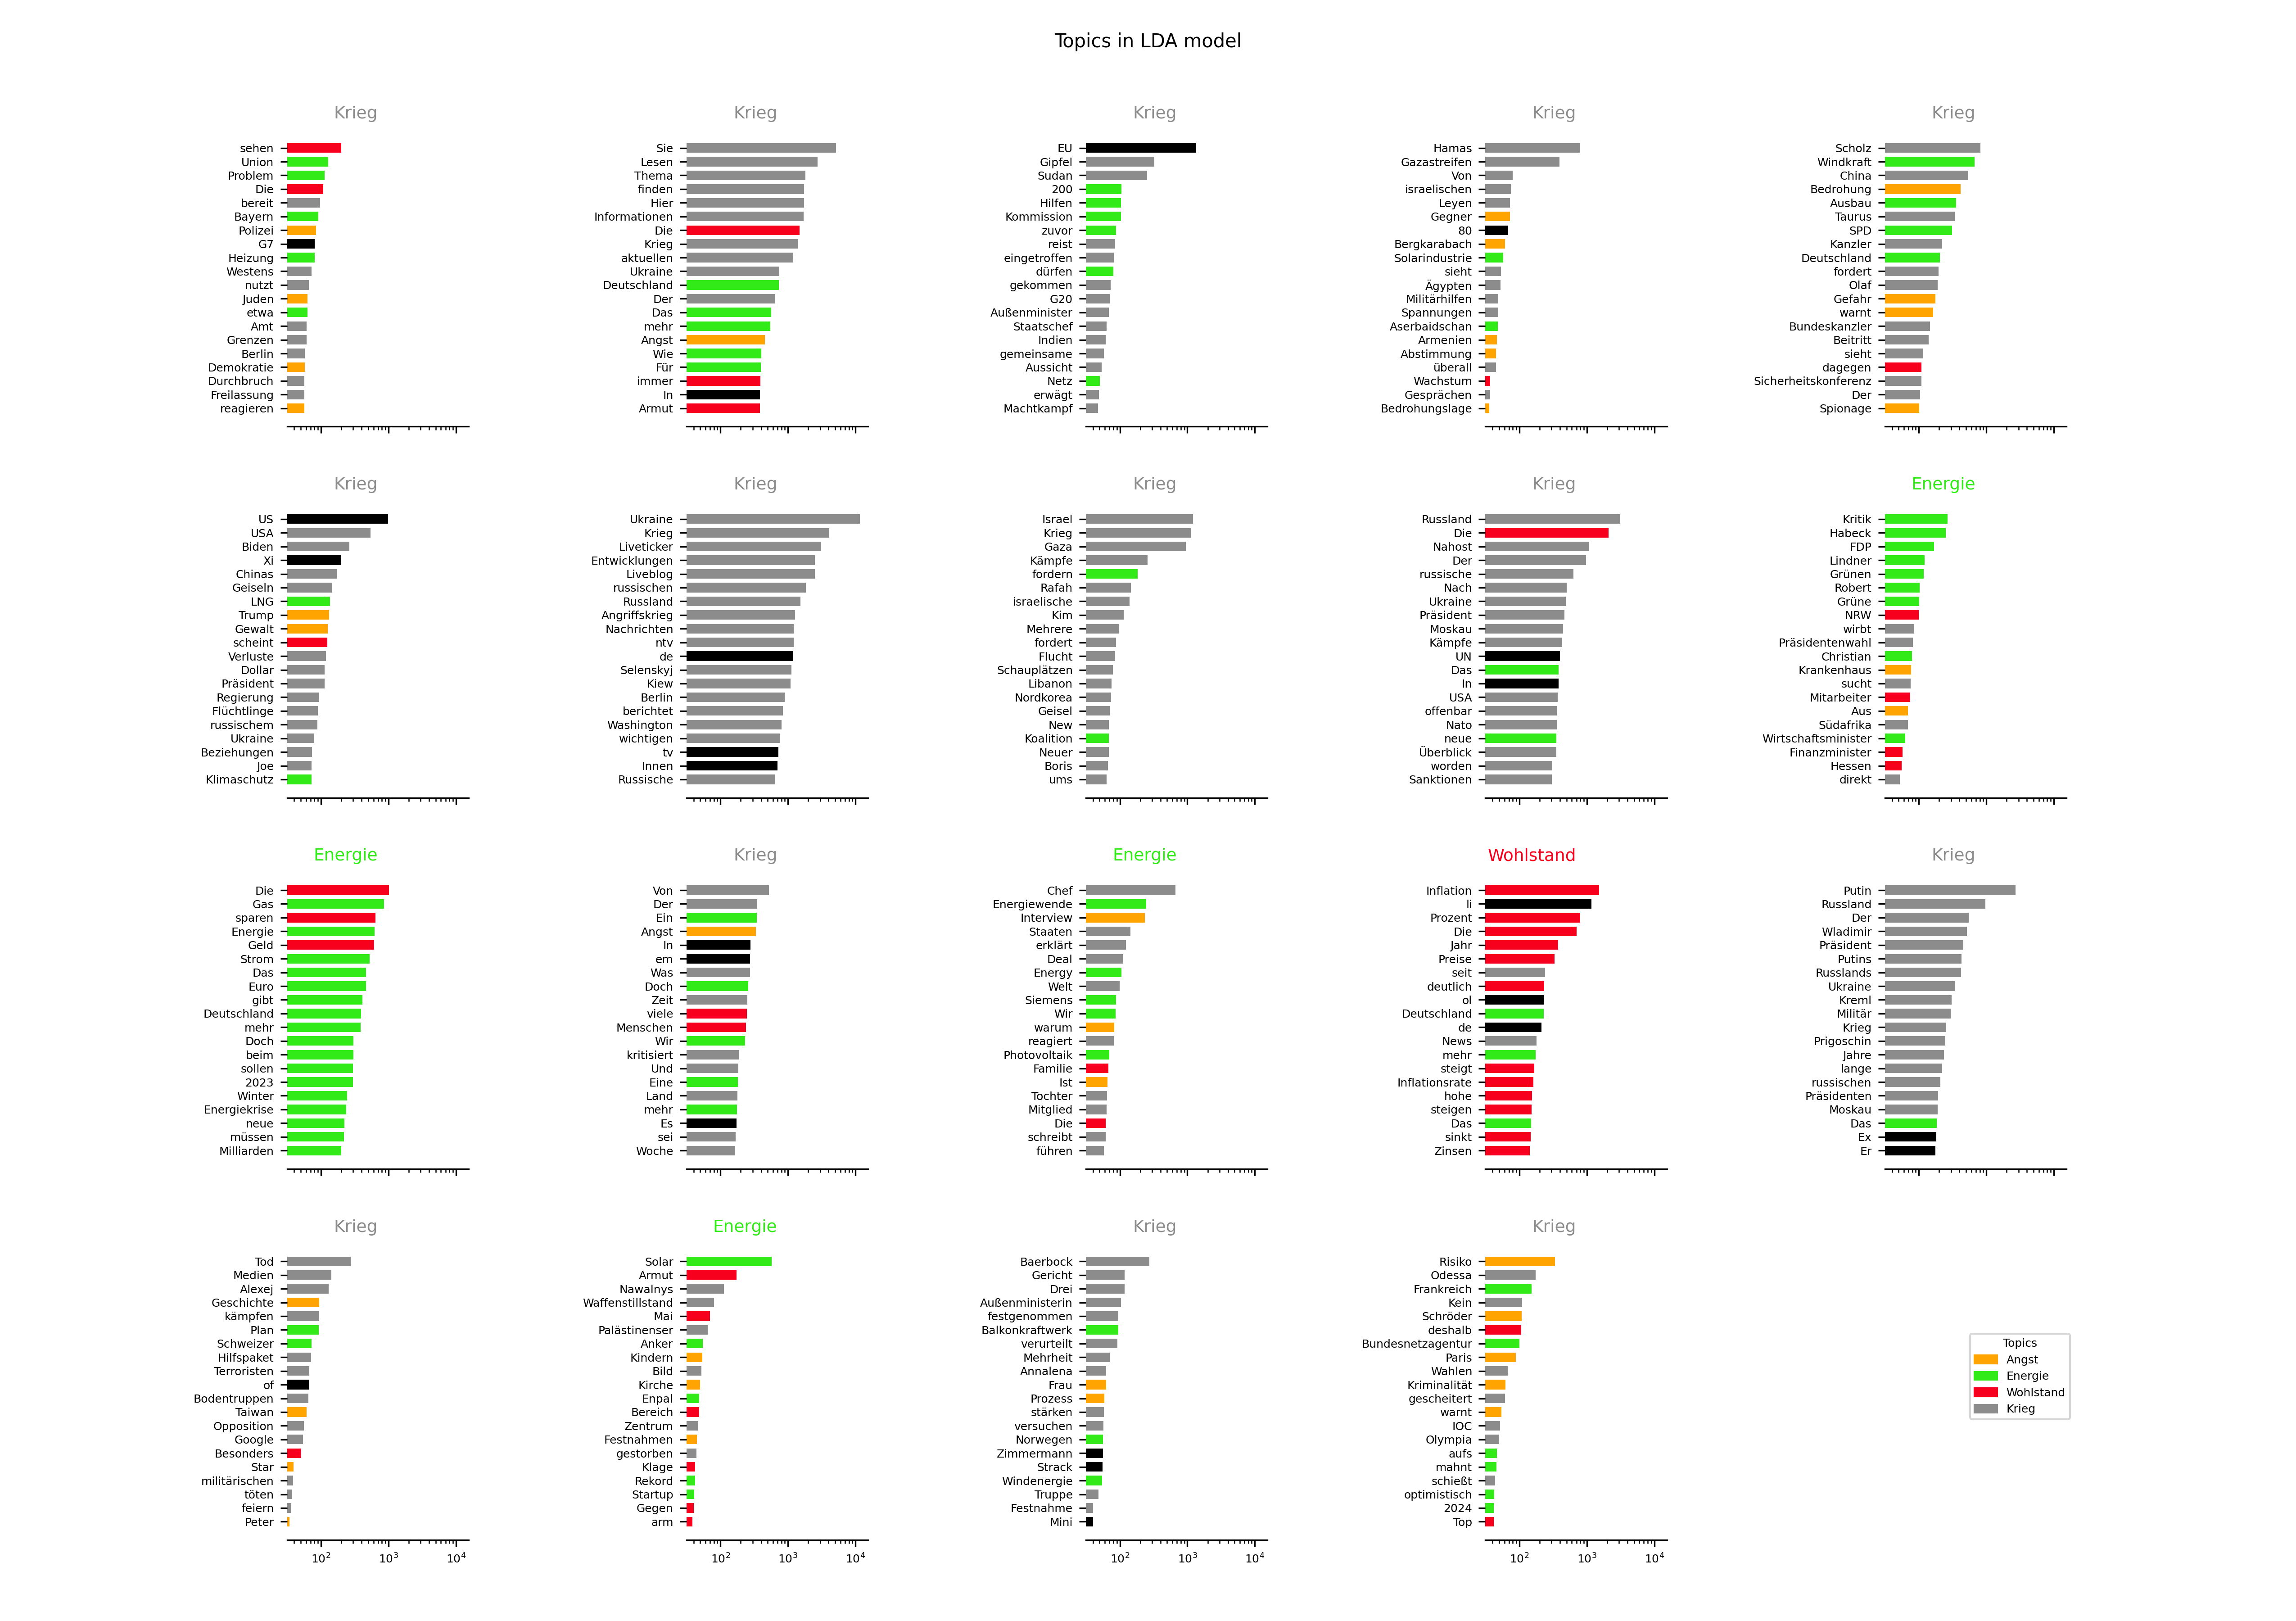 Topics in LDA model
Krieg
sehen
Union
Problem
Die
bereit
Bayern
Polizei
G7
Heizung
Westens
nutzt
Juden
etwa
Amt
Grenzen
Berlin
Demokratie
Durchbruch
Freilassung
reagieren
Krieg
Sie
Lesen
Thema
finden
Hier
Informationen
Die
Krieg
aktuellen
Ukraine
Deutschland
Der
Das
mehr
Angst
Wie
Für
immer
In
Armut
Krieg
EU
Gipfel
Sudan
200
Hilfen
Kommission
zuvor
reist
eingetroffen
dürfen
gekommen
G20
Außenminister
Staatschef
Indien
gemeinsame
Aussicht
Netz
erwägt
Machtkampf
Krieg
Hamas
Gazastreifen
Von
israelischen
Leyen
Gegner
80
Bergkarabach
Solarindustrie
sieht
Ägypten
Militärhilfen
Spannungen
Aserbaidschan
Armenien
Abstimmung
überall
Wachstum
Gesprächen
Bedrohungslage
Krieg
Scholz
Windkraft
China
Bedrohung
Ausbau
Taurus
SPD
Kanzler
Deutschland
fordert
Olaf
Gefahr
warnt
Bundeskanzler
Beitritt
sieht
dagegen
Sicherheitskonferenz
Der
Spionage
Krieg
US
USA
Biden
Xi
Chinas
Geiseln
LNG
Trump
Gewalt
scheint
Verluste
Dollar
Präsident
Regierung
Flüchtlinge
russischem
Ukraine
Beziehungen
Joe
Klimaschutz
Krieg
Ukraine
Krieg
Liveticker
Entwicklungen
Liveblog
russischen
Russland
Angriffskrieg
Nachrichten
ntv
de
Selenskyj
Kiew
Berlin
berichtet
Washington
wichtigen
tv
Innen
Russische
Krieg
Israel
Krieg
Gaza
Kämpfe
fordern
Rafah
israelische
Kim
Mehrere
fordert
Flucht
Schauplätzen
Libanon
Nordkorea
Geisel
New
Koalition
Neuer
Boris
ums
Krieg
Russland
Die
Nahost
Der
russische
Nach
Ukraine
Präsident
Moskau
Kämpfe
UN
Das
In
USA
offenbar
Nato
neue
Überblick
worden
Sanktionen
Energie
Kritik
Habeck
FDP
Lindner
Grünen
Robert
Grüne
NRW
wirbt
Präsidentenwahl
Christian
Krankenhaus
sucht
Mitarbeiter
Aus
Südafrika
Wirtschaftsminister
Finanzminister
Hessen
direkt
Energie
Die
Gas
sparen
Energie
Geld
Strom
Das
Euro
gibt
Deutschland
mehr
Doch
beim
sollen
2023
Winter
Energiekrise
neue
müssen
Milliarden
Krieg
Von
Der
Ein
Angst
In
em
Was
Doch
Zeit
viele
Menschen
Wir
kritisiert
Und
Eine
Land
mehr
Es
sei
Woche
Energie
Chef
Energiewende
Interview
Staaten
erklärt
Deal
Energy
Welt
Siemens
Wir
warum
reagiert
Photovoltaik
Familie
Ist
Tochter
Mitglied
Die
schreibt
führen
Wohlstand
Inflation
li
Prozent
Die
Jahr
Preise
seit
deutlich
ol
Deutschland
de
News
mehr
steigt
Inflationsrate
hohe
steigen
Das
sinkt
Zinsen
Krieg
Putin
Russland
Der
Wladimir
Präsident
Putins
Russlands
Ukraine
Kreml
Militär
Krieg
Prigoschin
Jahre
lange
russischen
Präsidenten
Moskau
Das
Ex
Er
Krieg
Tod
Medien
Alexej
Geschichte
kämpfen
Plan
Schweizer
Hilfspaket
Terroristen
of
Bodentruppen
Taiwan
Opposition
Google
Besonders
Star
militärischen
töten
feiern
Peter
10² 10³ 10⁴
Energie
Solar
Armut
Nawalnys
Waffenstillstand
Mai
Palästinenser
Anker
Kindern
Bild
Kirche
Enpal
Bereich
Zentrum
Festnahmen
gestorben
Klage
Rekord
Startup
Gegen
arm
10² 10³ 10⁴
Krieg
Baerbock
Gericht
Drei
Außenministerin
festgenommen
Balkonkraftwerk
verurteilt
Mehrheit
Annalena
Frau
Prozess
stärken
versuchen
Norwegen
Zimmermann
Strack
Windenergie
Truppe
Festnahme
Mini
10² 10³ 10⁴
Krieg
Risiko
Odessa
Frankreich
Kein
Schröder
deshalb
Bundesnetzagentur
Paris
Wahlen
Kriminalität
gescheitert
warnt
IOC
Olympia
aufs
mahnt
schießt
optimistisch
2024
Top
10² 10³ 10⁴
Topics
Angst
Energie
Wohlstand
Krieg